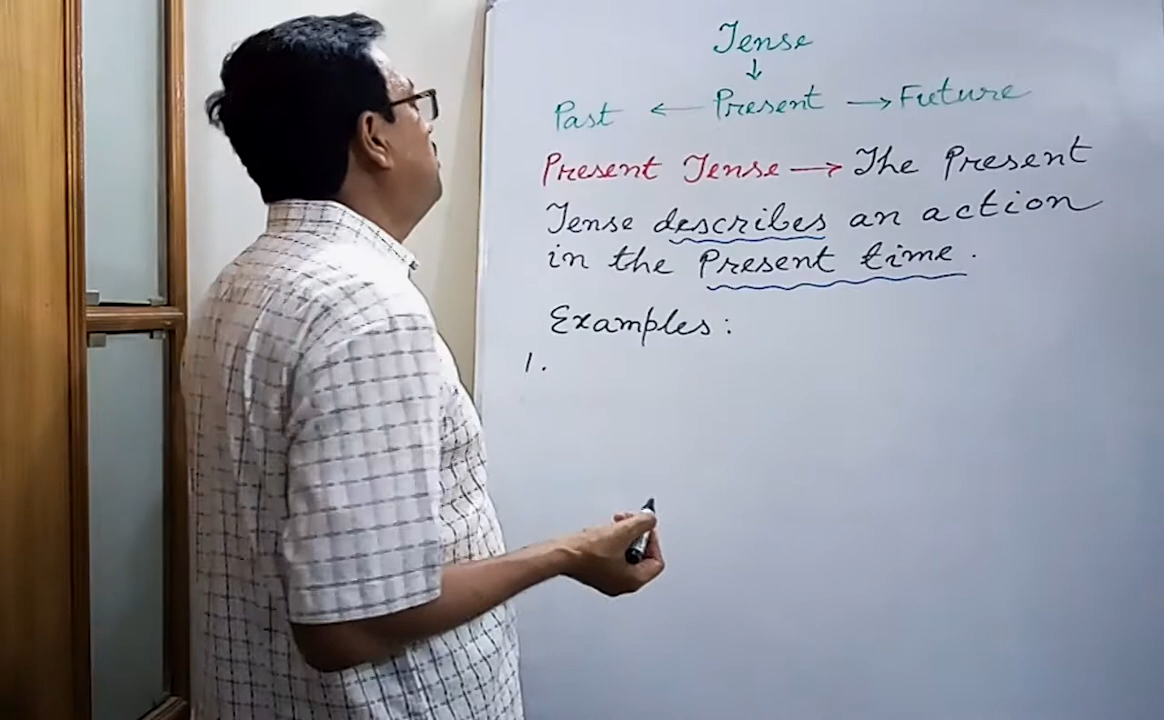 Tense
↓
Past ← Present → Future
Present Tense → The Present
Tense describes an action
in the Present time.
Examples:
1.